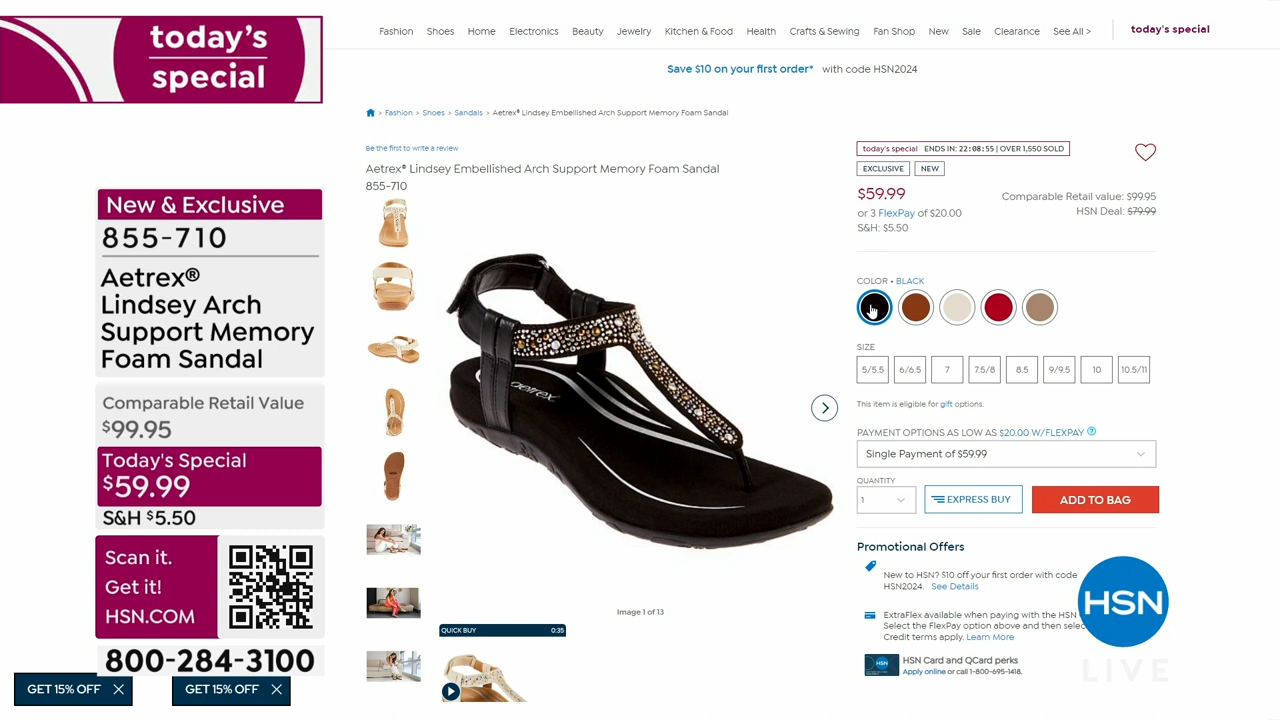 today's
special
Fashion Shoes Home Electronics Beauty Jewelry Kitchen & Food Health Crafts & Sewing Fan Shop New Sale Clearance See All > today's special
Save $10 on your first order* with code HSN2024
> Fashion > Shoes > Sandals > Aetrex® Lindsey Embellished Arch Support Memory Foam Sandal
Be the first to write a review
Aetrex® Lindsey Embellished Arch Support Memory Foam Sandal
855-710
New & Exclusive
855-710
Aetrex®
Lindsey Arch
Support Memory
Foam Sandal
Comparable Retail Value
$99.95
Today's Special
$59.99
S&H $5.50
Scan it.
Get it!
HSN.COM
800-284-3100
GET 15% OFF
GET 15% OFF
aetrex
Image 1 of 13
QUICK BUY 0:35
today's special ENDS IN: 22:08:55 | OVER 1,550 SOLD
EXCLUSIVE NEW
$59.99
or 3 FlexPay of $20.00
S&H: $5.50
Comparable Retail value: $99.95
HSN Deal: $79.99
COLOR • BLACK
SIZE
5/5.5 6/6.5 7 7.5/8 8.5 9/9.5 10 10.5/11
This item is eligible for gift options.
PAYMENT OPTIONS AS LOW AS $20.00 W/FLEXPAY
Single Payment of $59.99
QUANTITY
1
EXPRESS BUY
ADD TO BAG
Promotional Offers
New to HSN? $10 off your first order with code
HSN2024. See Details
ExtraFlex available when paying with the HSN
Select the FlexPay option above and then selec
Credit terms apply. Learn More
HSN
HSN Card and QCard perks
Apply online or call 1-800-695-1418.
HSN
LIVE